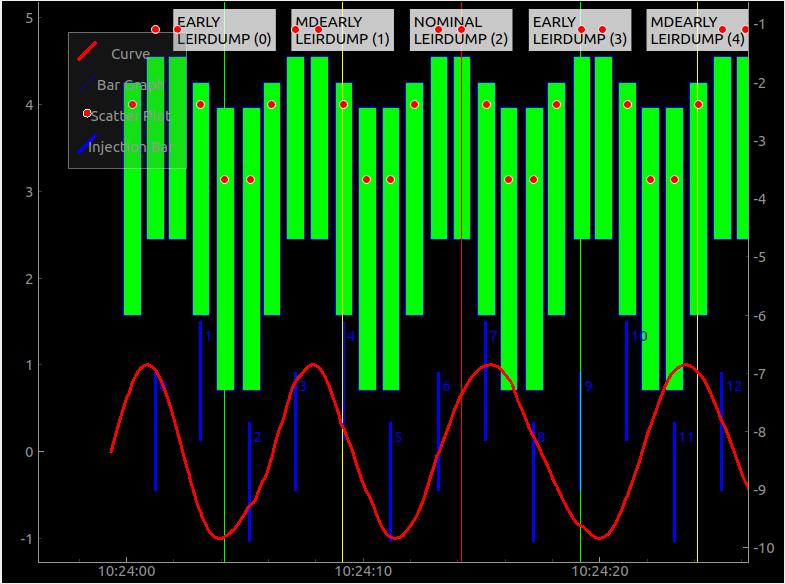 EARLY
LEIRDUMP (0)
MDEARLY
LEIRDUMP (1)
NOMINAL
LEIRDUMP (2)
EARLY
LEIRDUMP (3)
MDEARLY
LEIRDUMP (4)
Curve
Bar Graph
Scatter Plot
Injection Bar
5
4
3
2
1
0
-1
-1
-2
-3
-4
-5
-6
-7
-8
-9
-10
1
2
3
4
5
6
7
8
9
10
11
12
10:24:00
10:24:10
10:24:20